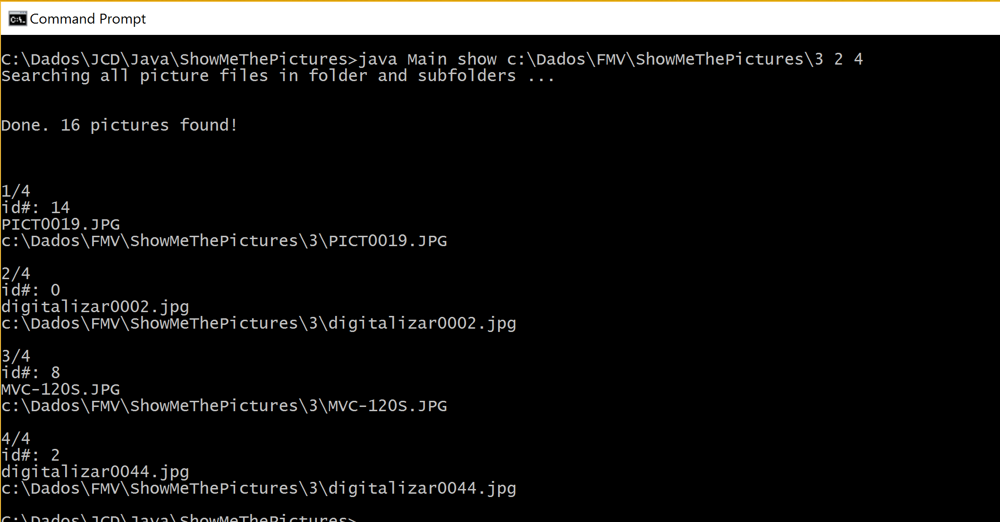 C:\.
Command Prompt
C:\Dados\JCD\Java\ShowMeThePictures>java Main show c:\Dados\FMV\ShowMeThePictures\3 2 4
Searching all picture files in folder and subfolders ...
Done. 16 pictures found!
1/4
id#: 14
PICT0019.JPG
c:\Dados\FMV\ShowMeThePictures\3\PICT0019.JPG
2/4
id#: 0
digitalizar0002.jpg
c:\Dados\FMV\ShowMeThePictures\3\digitalizar0002.jpg
3/4
id#: 8
MVC-120S.JPG
c:\Dados\FMV\ShowMeThePictures\3\MVC-120S.JPG
4/4
id#: 2
digitalizar0044.jpg
c:\Dados\FMV\ShowMeThePictures\3\digitalizar0044.jpg
C:\Dados\JCD\Java\ShowMeThePictures>